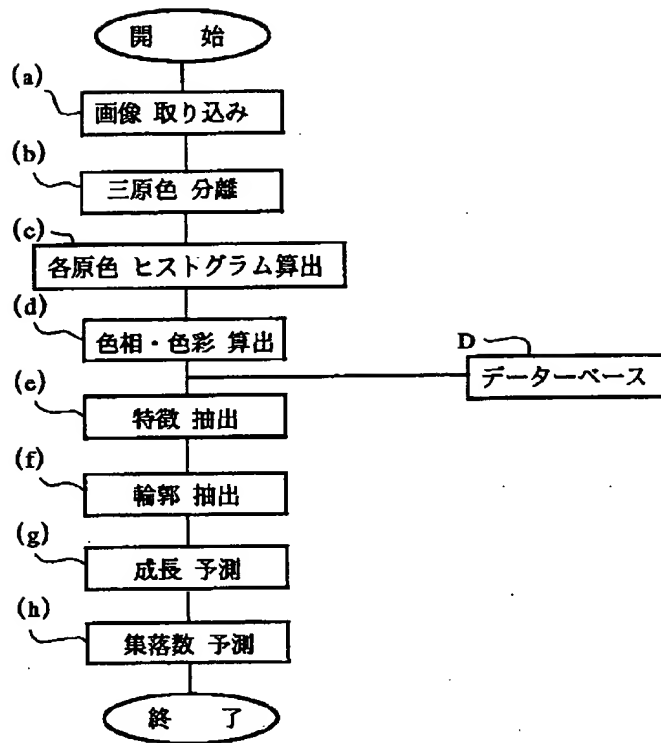 開 始
(a)
画像 取り込み
(b)
三原色 分離
(c)
各原色 ヒストグラム算出
(d)
色相・色彩 算出
D
データーベース
(e)
特徴 抽出
(f)
輪郭 抽出
(g)
成長 予測
(h)
集落数 予測
終 了